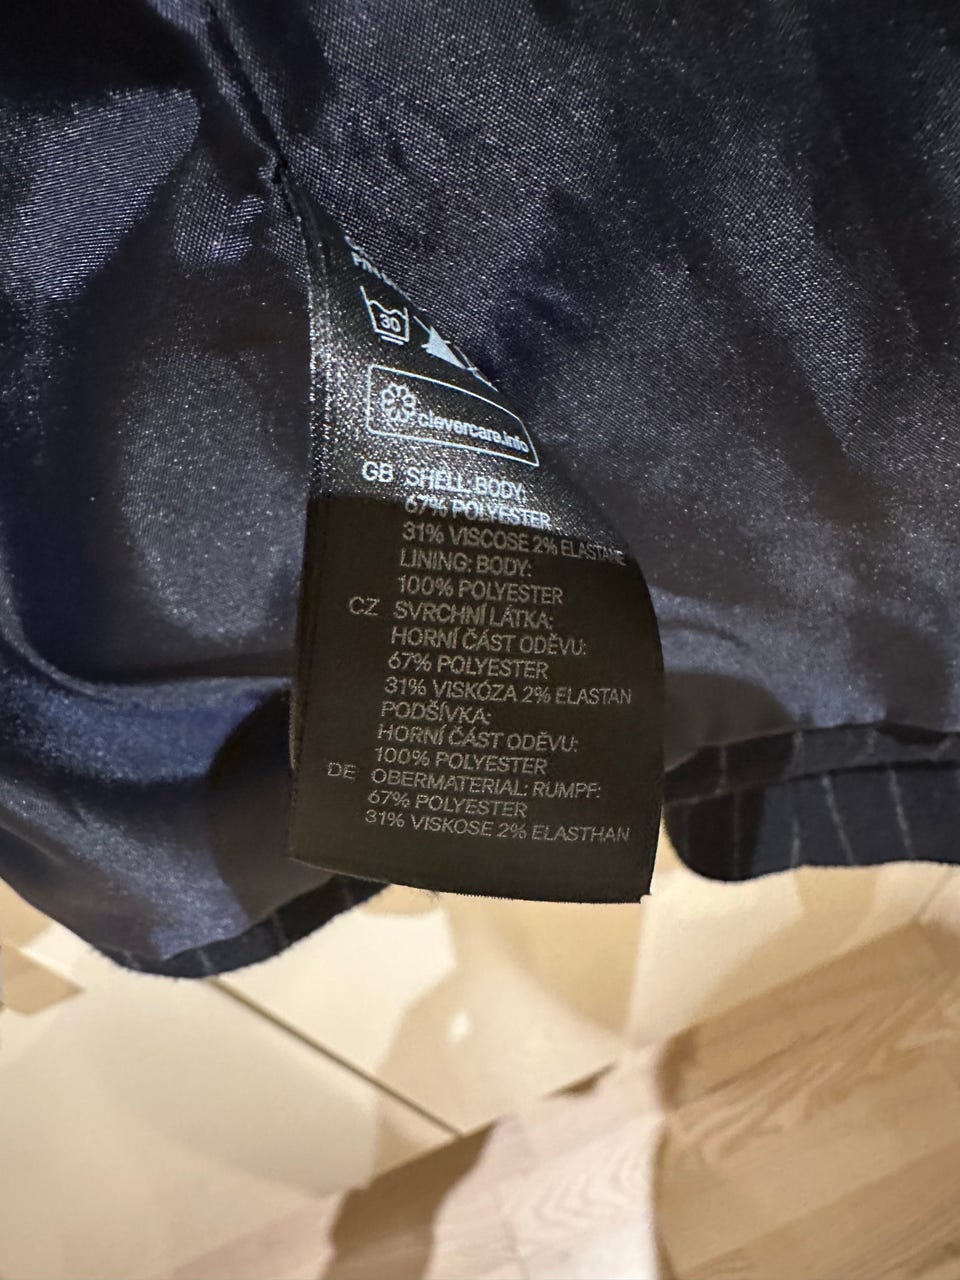 30
clevercare.info
GB SHELL: BODY:
67% POLYESTER
31% VISCOSE 2% ELASTANE
LINING: BODY:
100% POLYESTER
CZ SVRCHNÍ LÁTKA:
HORNÍ ČÁST ODĚVU:
67% POLYESTER
31% VISKÓZA 2% ELASTAN
PODŠÍVKA:
HORNÍ ČÁST ODĚVU:
100% POLYESTER
DE OBERMATERIAL: RUMPF:
67% POLYESTER
31% VISKOSE 2% ELASTHAN